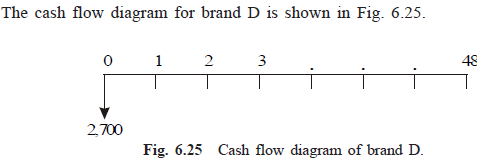 The cash flow diagram for brand D is shown in Fig. 6.25.
0 1 2 3 . . . 48
2,700
Fig. 6.25 Cash flow diagram of brand D.